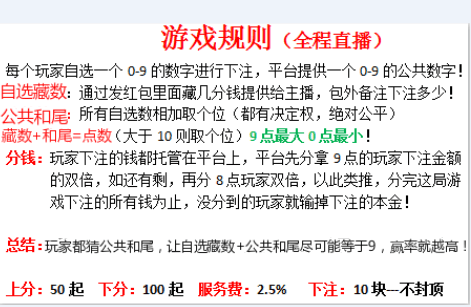 游戏规则（全程直播）
每个玩家自选一个 0-9 的数字进行下注，平台提供一个 0-9 的公共数字！
自选藏数：通过发红包里面藏几分钱提供给主播，包外备注下注多少！
公共和尾：所有自选数相加取个位（都有决定权，绝对公平）
藏数+和尾=点数（大于 10 则取个位）9 点最大 0 点最小！
分钱：玩家下注的钱都托管在平台上，平台先分拿 9 点的玩家下注金额
的双倍，如还有剩，再分 8 点玩家双倍，以此类推，分完这局游
戏下注的所有钱为止，没分到的玩家就输掉下注的本金！
总结：玩家都猜公共和尾，让自选藏数+公共和尾尽可能等于9，赢率就越高！
上分：50 起 下分：100 起 服务费：2.5% 下注：10 块---不封顶